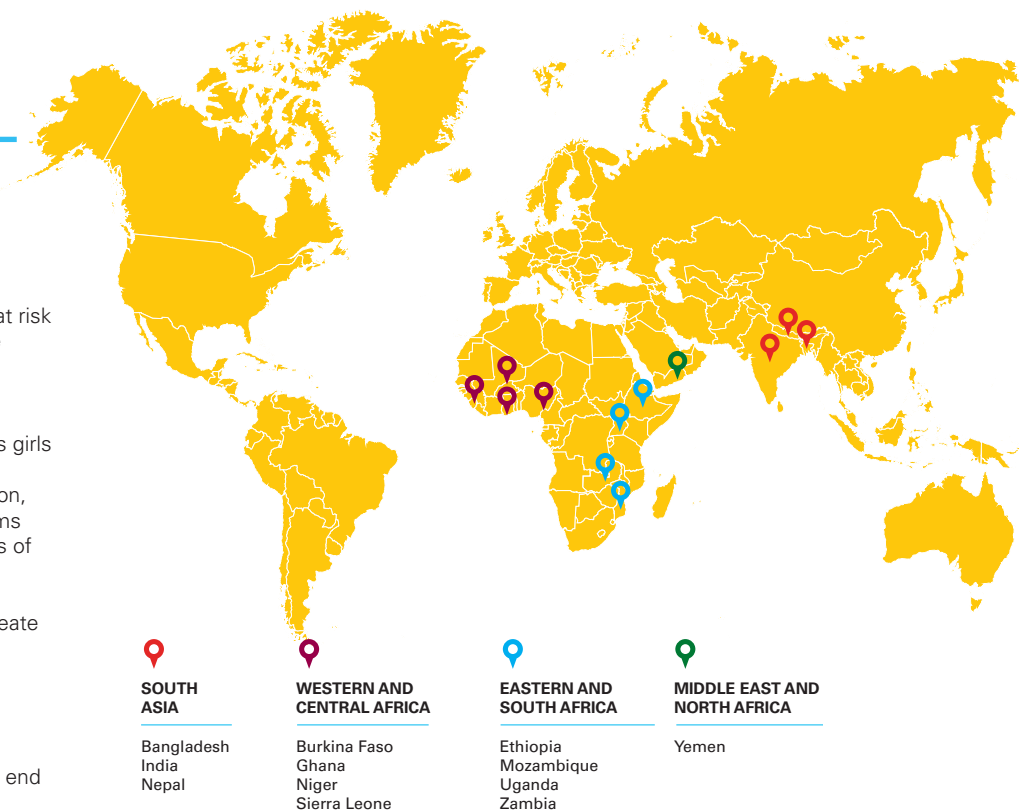 at risk
s girls
on,
ns
s of
eate
end
SOUTH
ASIA
Bangladesh
India
Nepal
WESTERN AND
CENTRAL AFRICA
Burkina Faso
Ghana
Niger
Sierra Leone
EASTERN AND
SOUTH AFRICA
Ethiopia
Mozambique
Uganda
Zambia
MIDDLE EAST AND
NORTH AFRICA
Yemen